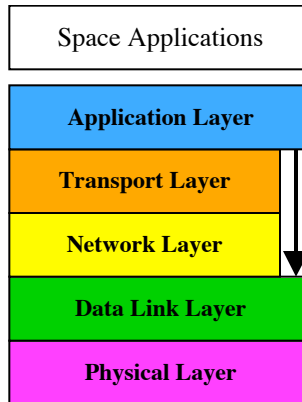 Space Applications
Application Layer
Transport Layer
Network Layer
Data Link Layer
Physical Layer